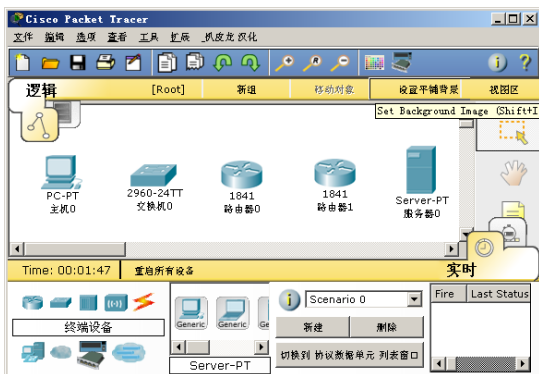 Cisco Packet Tracer
文件 编辑 选项 查看 工具 扩展 _凯皮龙 汉化
逻辑 [Root] 新组 移动对象 设置平铺背景 视图区
Set Background Image (Shift+I
PC-PT
主机0
2960-24TT
交换机0
1841
路由器0
1841
路由器1
Server-PT
服务器0
Time: 00:01:47 重启所有设备 实时
终端设备
Generic Generic Ge
Server-PT
Scenario 0
新建 删除
切换到 协议数据单元 列表窗口
Fire Last Status